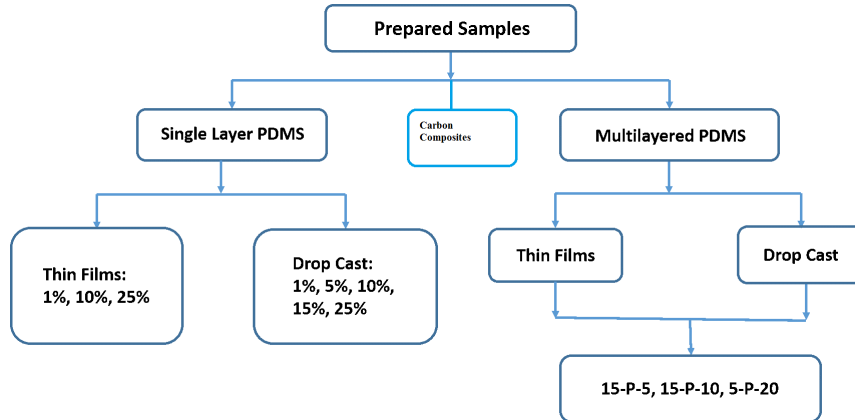 Prepared Samples
Single Layer PDMS
Carbon
Composites
Multilayered PDMS
Thin Films:
1%, 10%, 25%
Drop Cast:
1%, 5%, 10%,
15%, 25%
Thin Films
Drop Cast
15-P-5, 15-P-10, 5-P-20